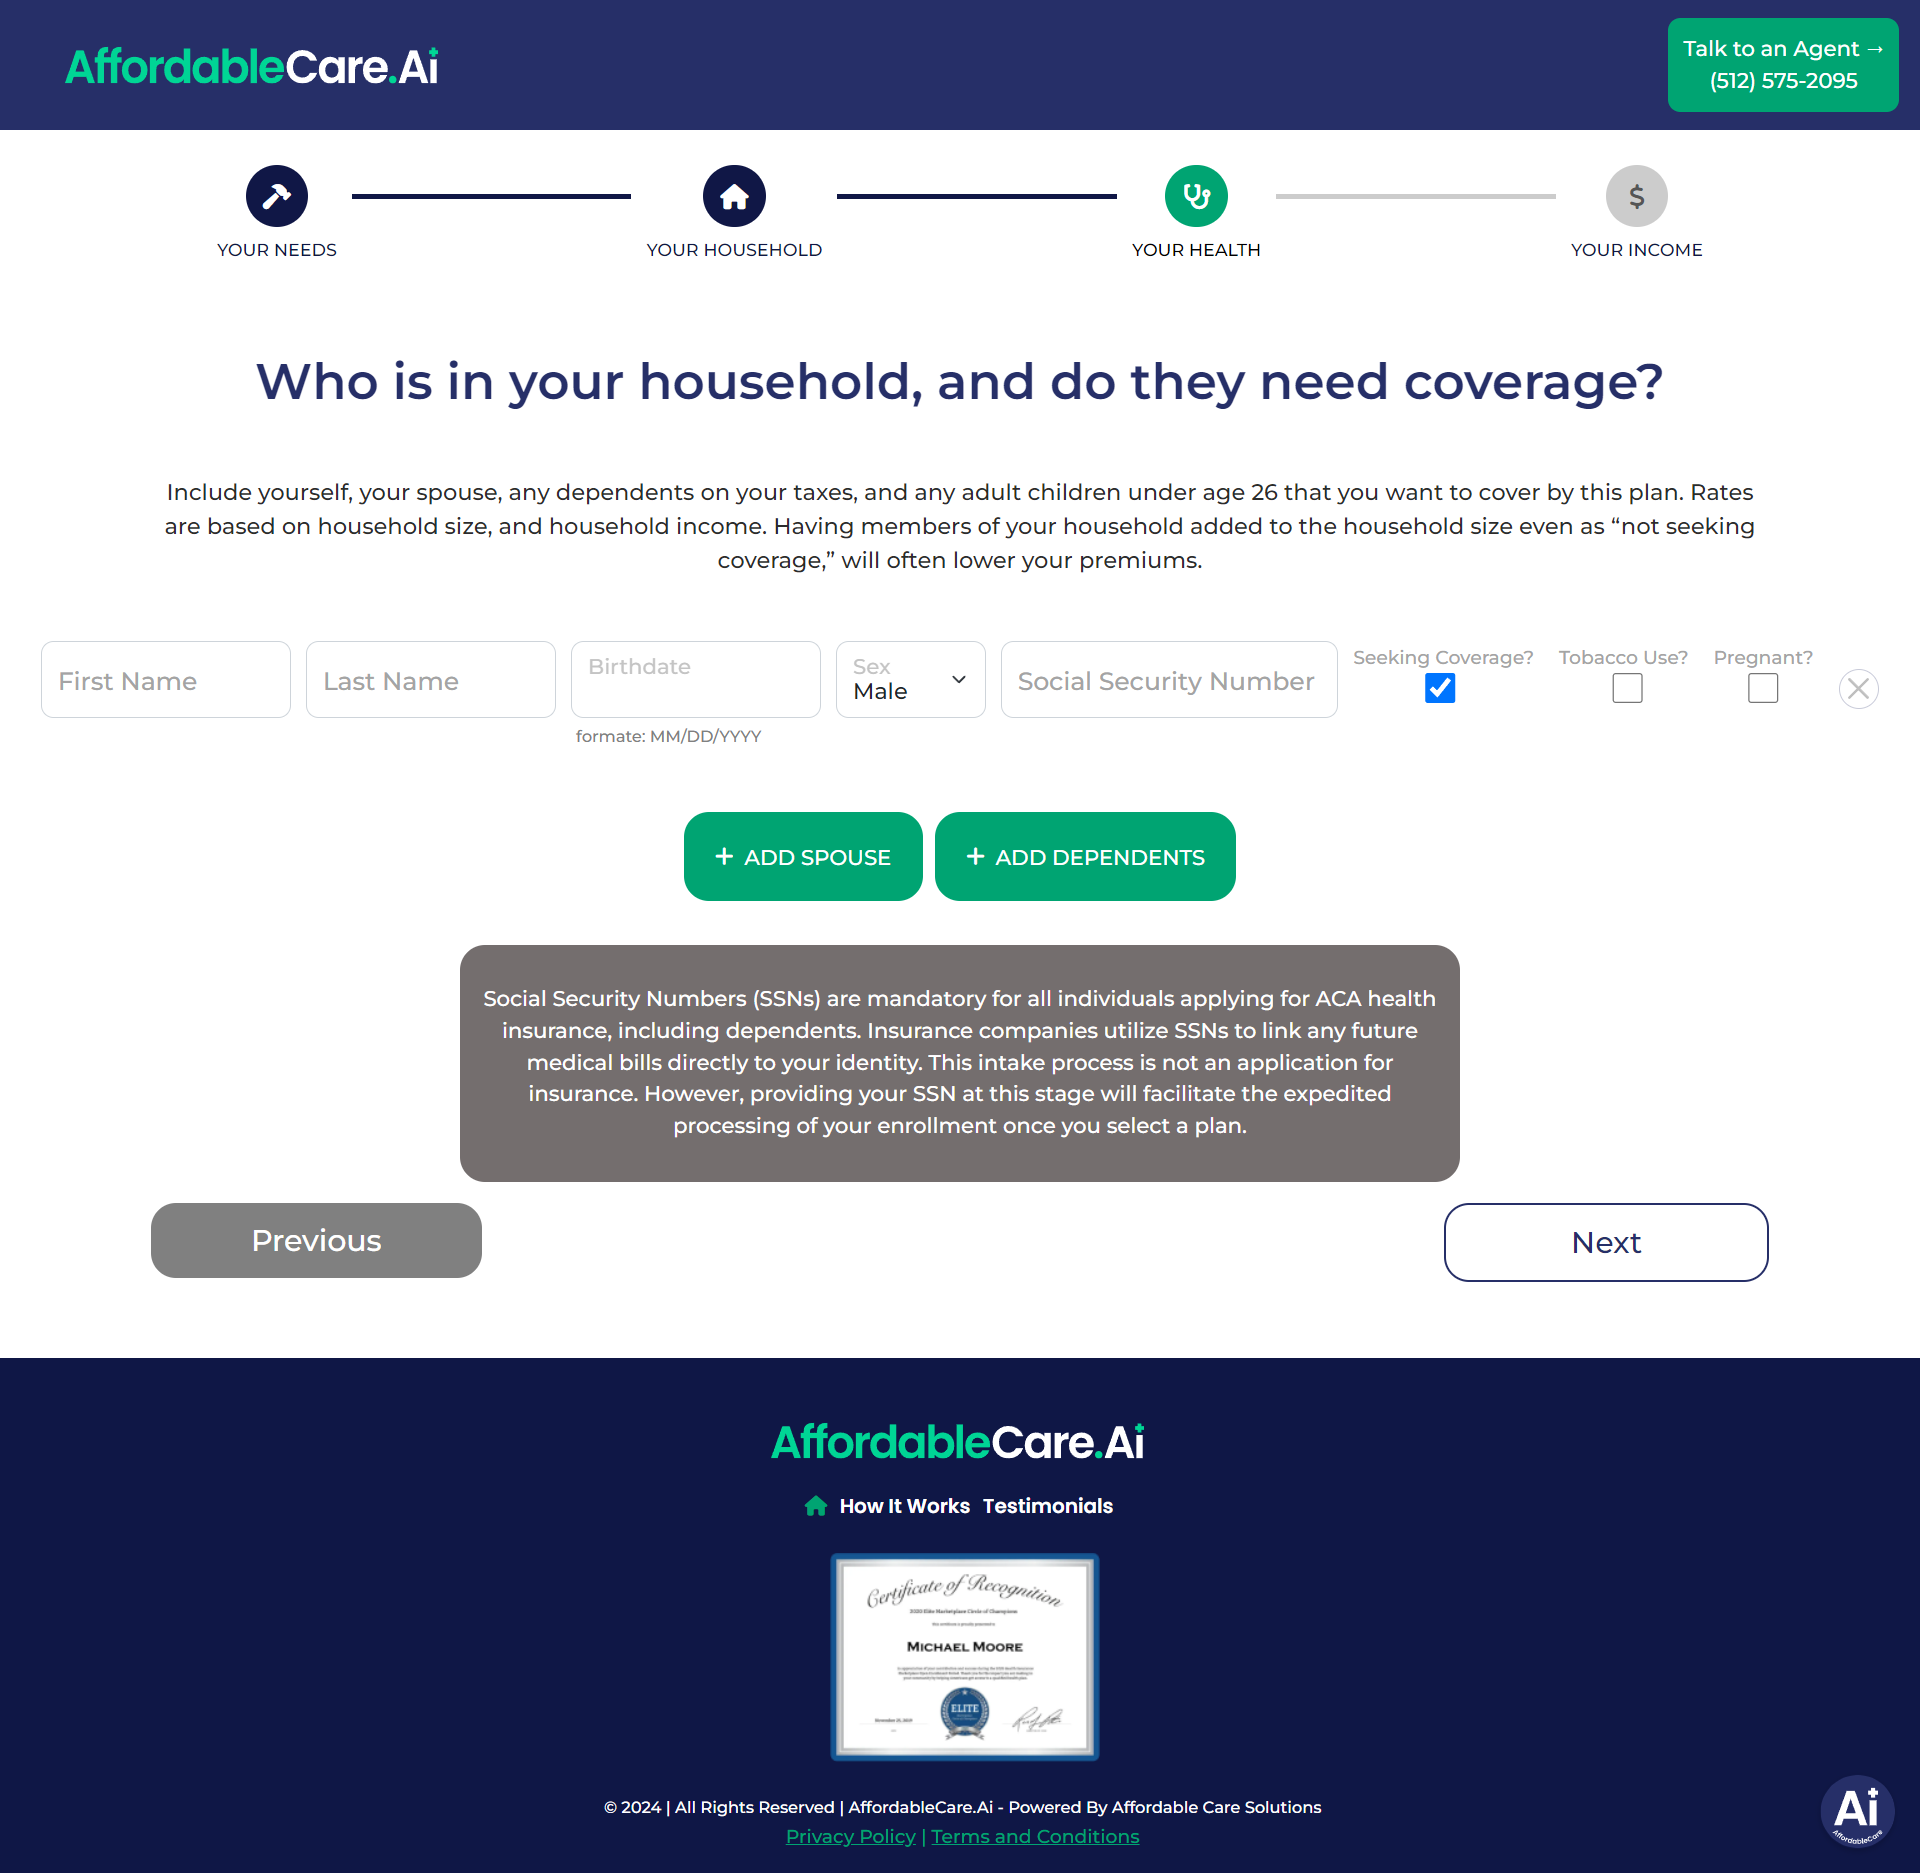 AffordableCare.Ai
Talk to an Agent →
(512) 575-2095
YOUR NEEDS
YOUR HOUSEHOLD
YOUR HEALTH
$
YOUR INCOME
Who is in your household, and do they need coverage?
Include yourself, your spouse, any dependents on your taxes, and any adult children under age 26 that you want to cover by this plan. Rates
are based on household size, and household income. Having members of your household added to the household size even as “not seeking
coverage,” will often lower your premiums.
First Name
Last Name
Birthdate
formate: MM/DD/YYYY
Sex
Male
Social Security Number
Seeking Coverage?
Tobacco Use?
Pregnant?
+ ADD SPOUSE
+ ADD DEPENDENTS
Social Security Numbers (SSNs) are mandatory for all individuals applying for ACA health
insurance, including dependents. Insurance companies utilize SSNs to link any future
medical bills directly to your identity. This intake process is not an application for
insurance. However, providing your SSN at this stage will facilitate the expedited
processing of your enrollment once you select a plan.
Previous
Next
AffordableCare.Ai
How It Works Testimonials
Certificate of Recognition
2020 Elite Marketplace Circle of Champions
MICHAEL MOORE
ELITE
© 2024 | All Rights Reserved | AffordableCare.Ai - Powered By Affordable Care Solutions
Privacy Policy | Terms and Conditions
Ai
AffordableCare